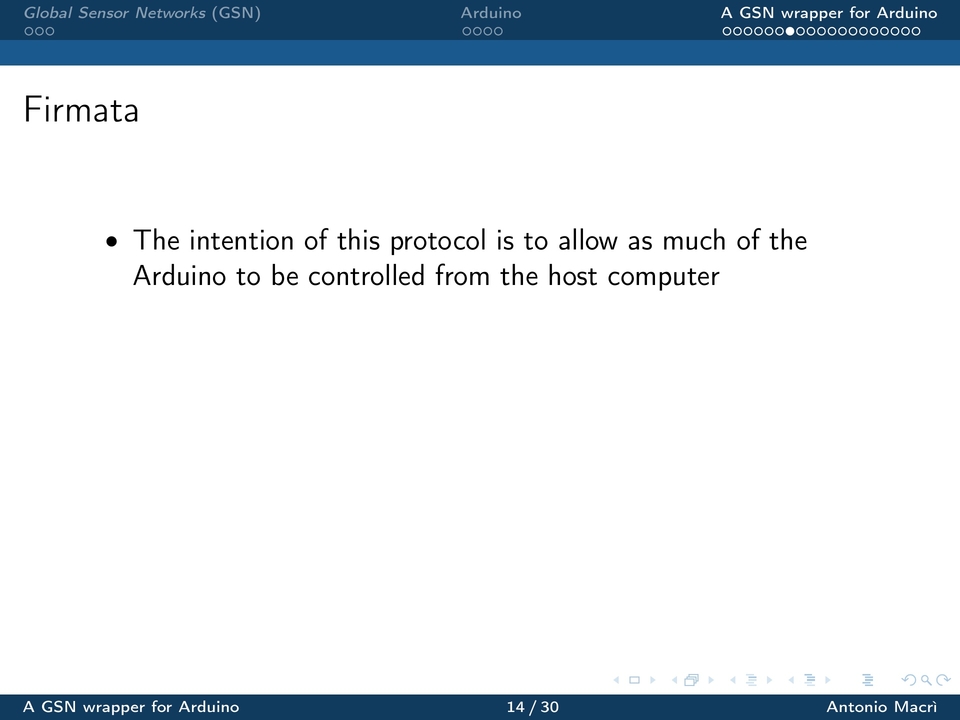 Global Sensor Networks (GSN) Arduino A GSN wrapper for Arduino
Firmata
• The intention of this protocol is to allow as much of the
Arduino to be controlled from the host computer
A GSN wrapper for Arduino 14 / 30 Antonio Macrì